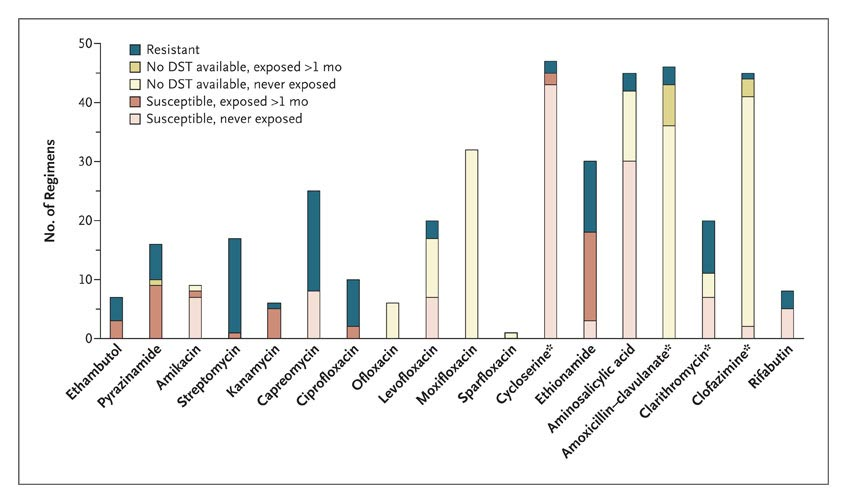 50
40
30
20
10
0
No. of Regimens
Resistant
No DST available, exposed >1 mo
No DST available, never exposed
Susceptible, exposed >1 mo
Susceptible, never exposed
Ethambutol
Pyrazinamide
Amikacin
Streptomycin
Kanamycin
Capreomycin
Ciprofloxacin
Ofloxacin
Levofloxacin
Moxifloxacin
Sparfloxacin
Cycloserine*
Ethionamide
Aminosalicylic acid
Amoxicillin–clavulanate*
Clarithromycin*
Clofazimine*
Rifabutin